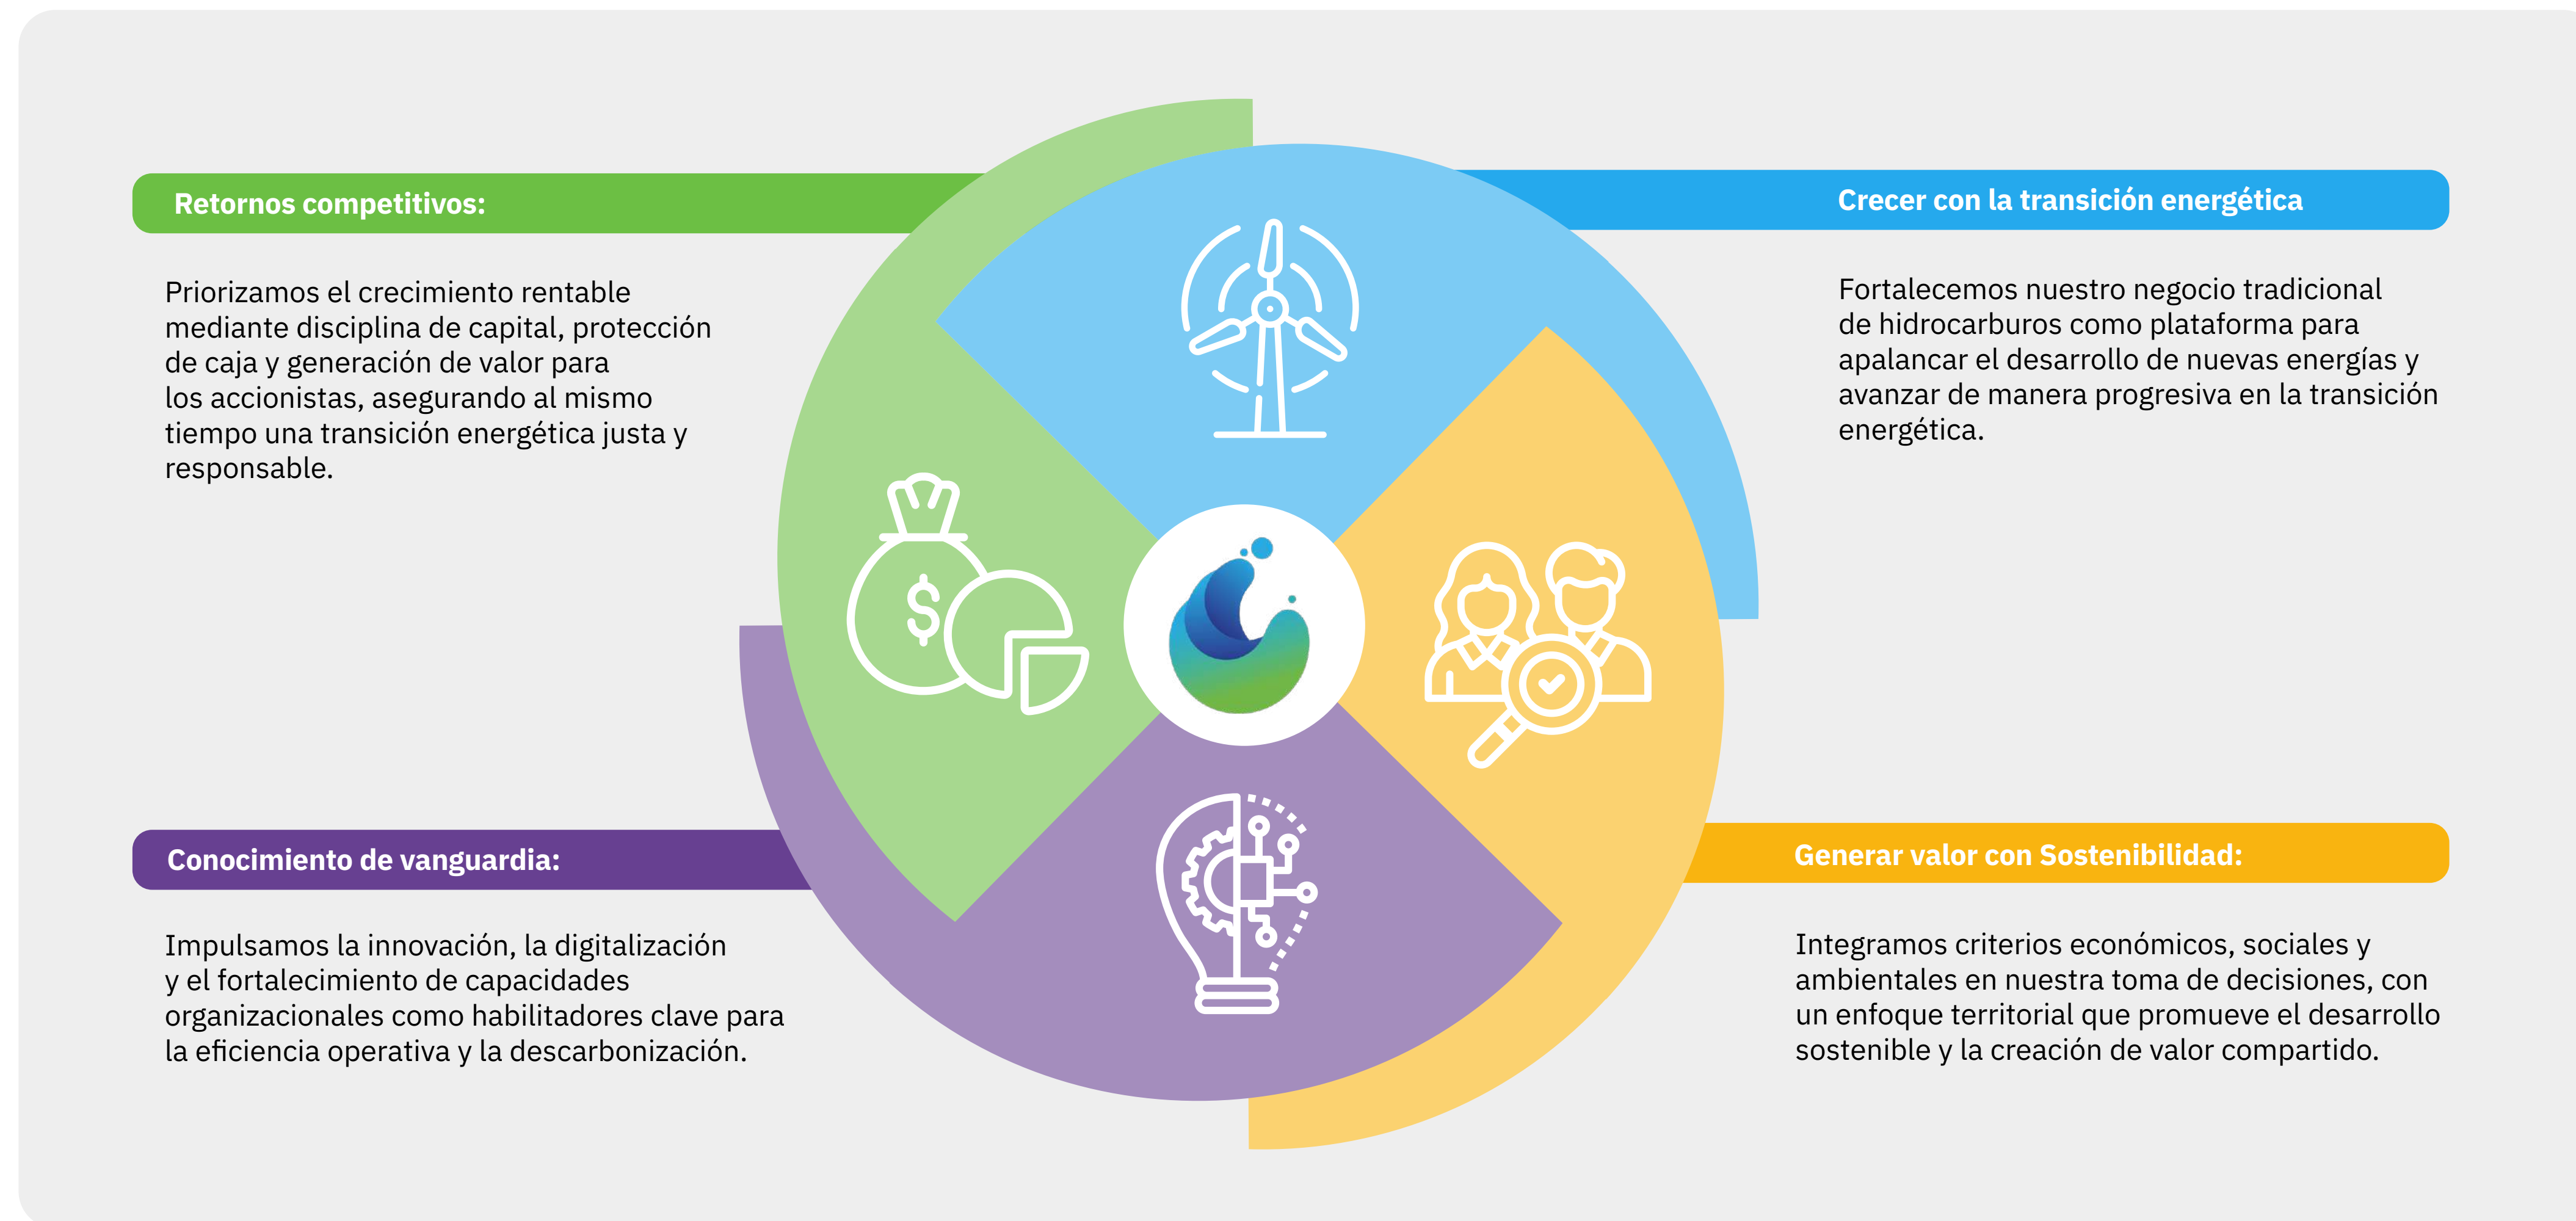 Retornos competitivos:
Priorizamos el crecimiento rentable
mediante disciplina de capital, protección
de caja y generación de valor para
los accionistas, asegurando al mismo
tiempo una transición energética justa y
responsable.
Crecer con la transición energética
Fortalecemos nuestro negocio tradicional
de hidrocarburos como plataforma para
apalancar el desarrollo de nuevas energías y
avanzar de manera progresiva en la transición
energética.
$
Conocimiento de vanguardia:
Impulsamos la innovación, la digitalización
y el fortalecimiento de capacidades
organizacionales como habilitadores clave para
la eficiencia operativa y la descarbonización.
Generar valor con Sostenibilidad:
Integramos criterios económicos, sociales y
ambientales en nuestra toma de decisiones, con
un enfoque territorial que promueve el desarrollo
sostenible y la creación de valor compartido.